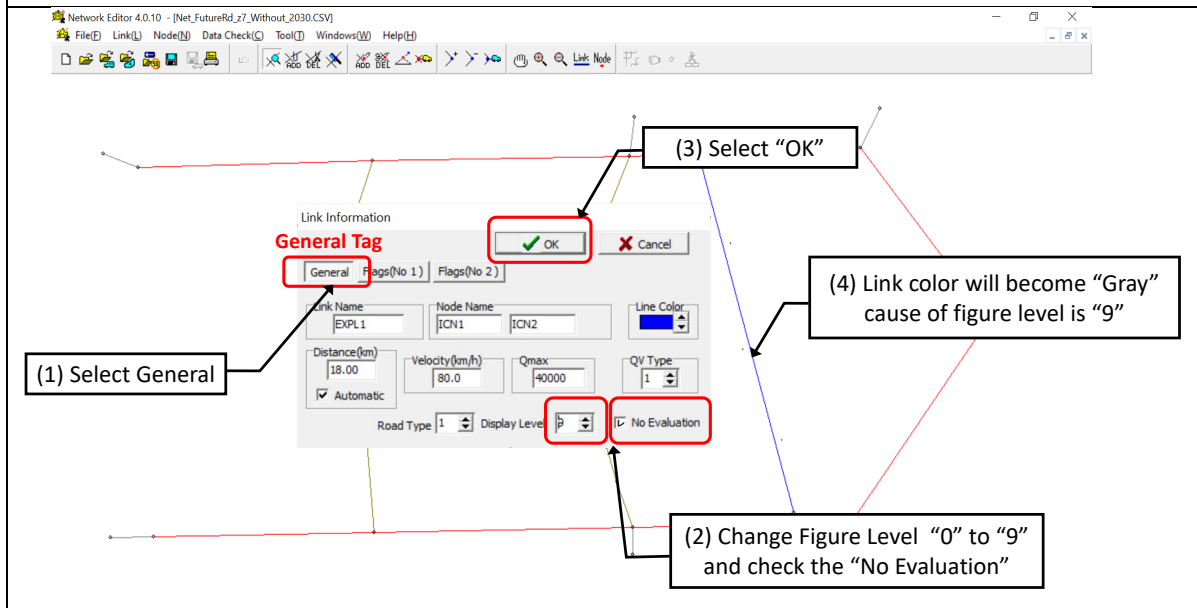 Network Editor 4.0.10 - [Net_FutureRd_z7_Without_2030.CSV]
File(F) Link(L) Node(N) Data Check(C) Tool(T) Windows(W) Help(H)
ADD DEL ADD DEL Link Node
(3) Select “OK”
Link Information
General Tag
OK Cancel
General Flags(No 1) Flags(No 2)
Link Name Node Name Line Color
EXPL1 ICN1 ICN2
(4) Link color will become “Gray”
cause of figure level is “9”
Distance(km) Velocity(km/h) Qmax QV Type
18.00 80.0 40000 1
(1) Select General
Automatic
Road Type 1 Display Level No Evaluation
(2) Change Figure Level “0” to “9”
and check the “No Evaluation”